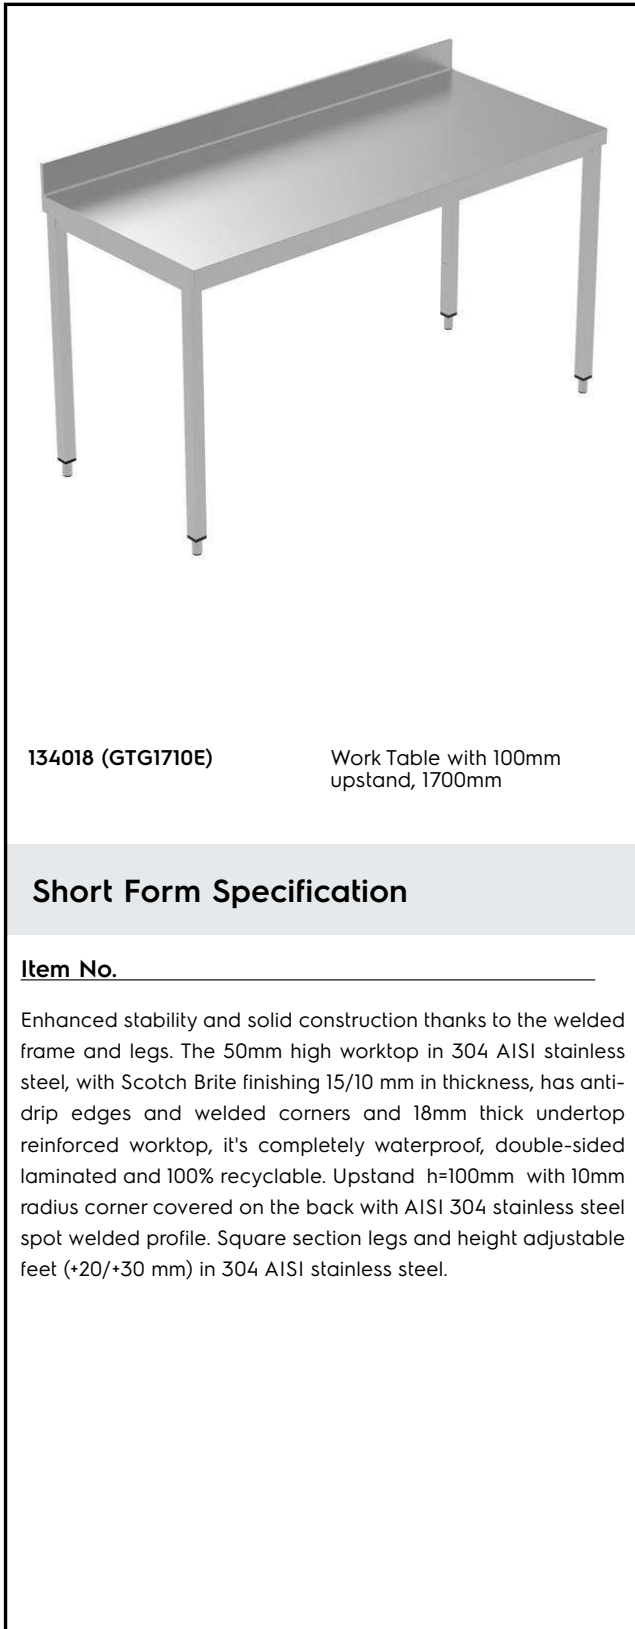 134018 (GTG1710E)
Work Table with 100mm
upstand, 1700mm
Short Form Specification
Item No.
Enhanced stability and solid construction thanks to the welded
frame and legs. The 50mm high worktop in 304 AISI stainless
steel, with Scotch Brite finishing 15/10 mm in thickness, has anti-
drip edges and welded corners and 18mm thick undertop
reinforced worktop, it's completely waterproof, double-sided
laminated and 100% recyclable. Upstand h=100mm with 10mm
radius corner covered on the back with AISI 304 stainless steel
spot welded profile. Square section legs and height adjustable
feet (+20/+30 mm) in 304 AISI stainless steel.